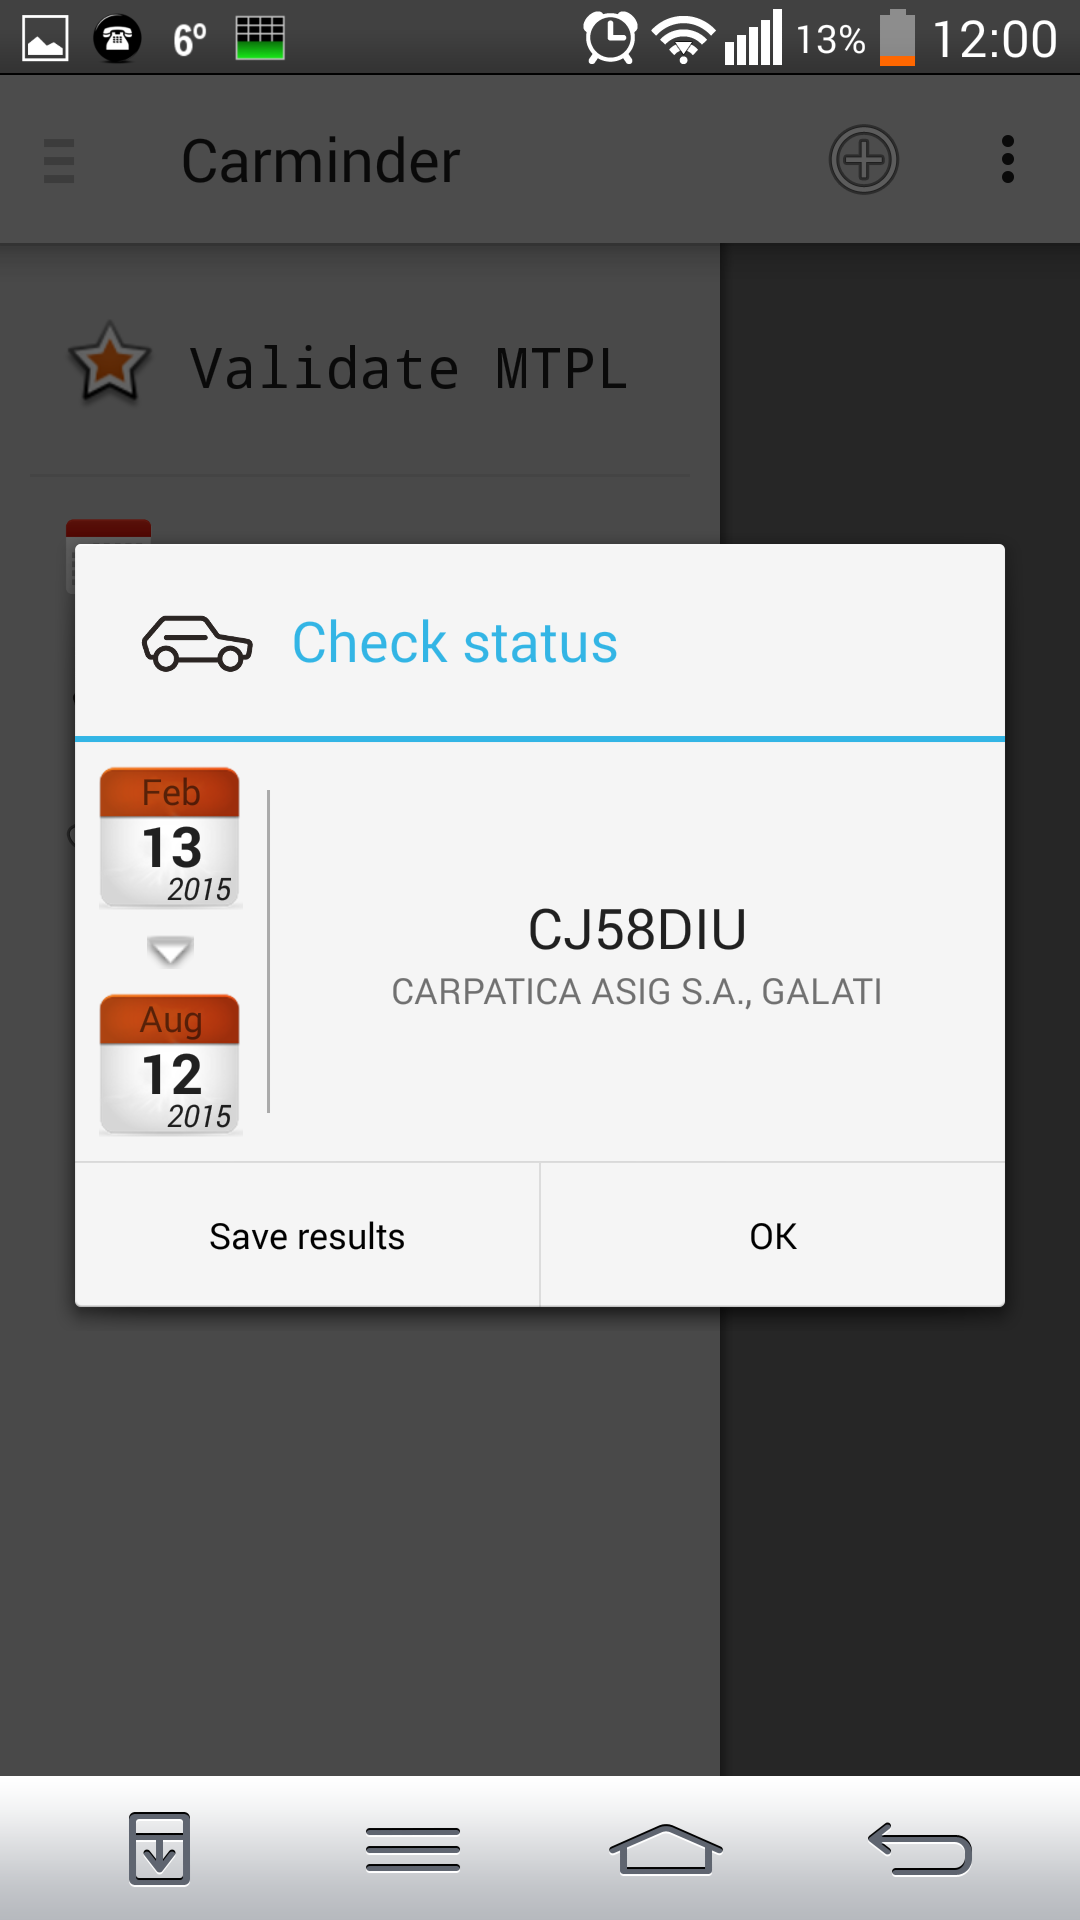 6º
13%
12:00
Carminder
Validate MTPL
Check status
Feb
13
2015
Aug
12
2015
CJ58DIU
CARPATICA ASIG S.A., GALATI
Save results
OK